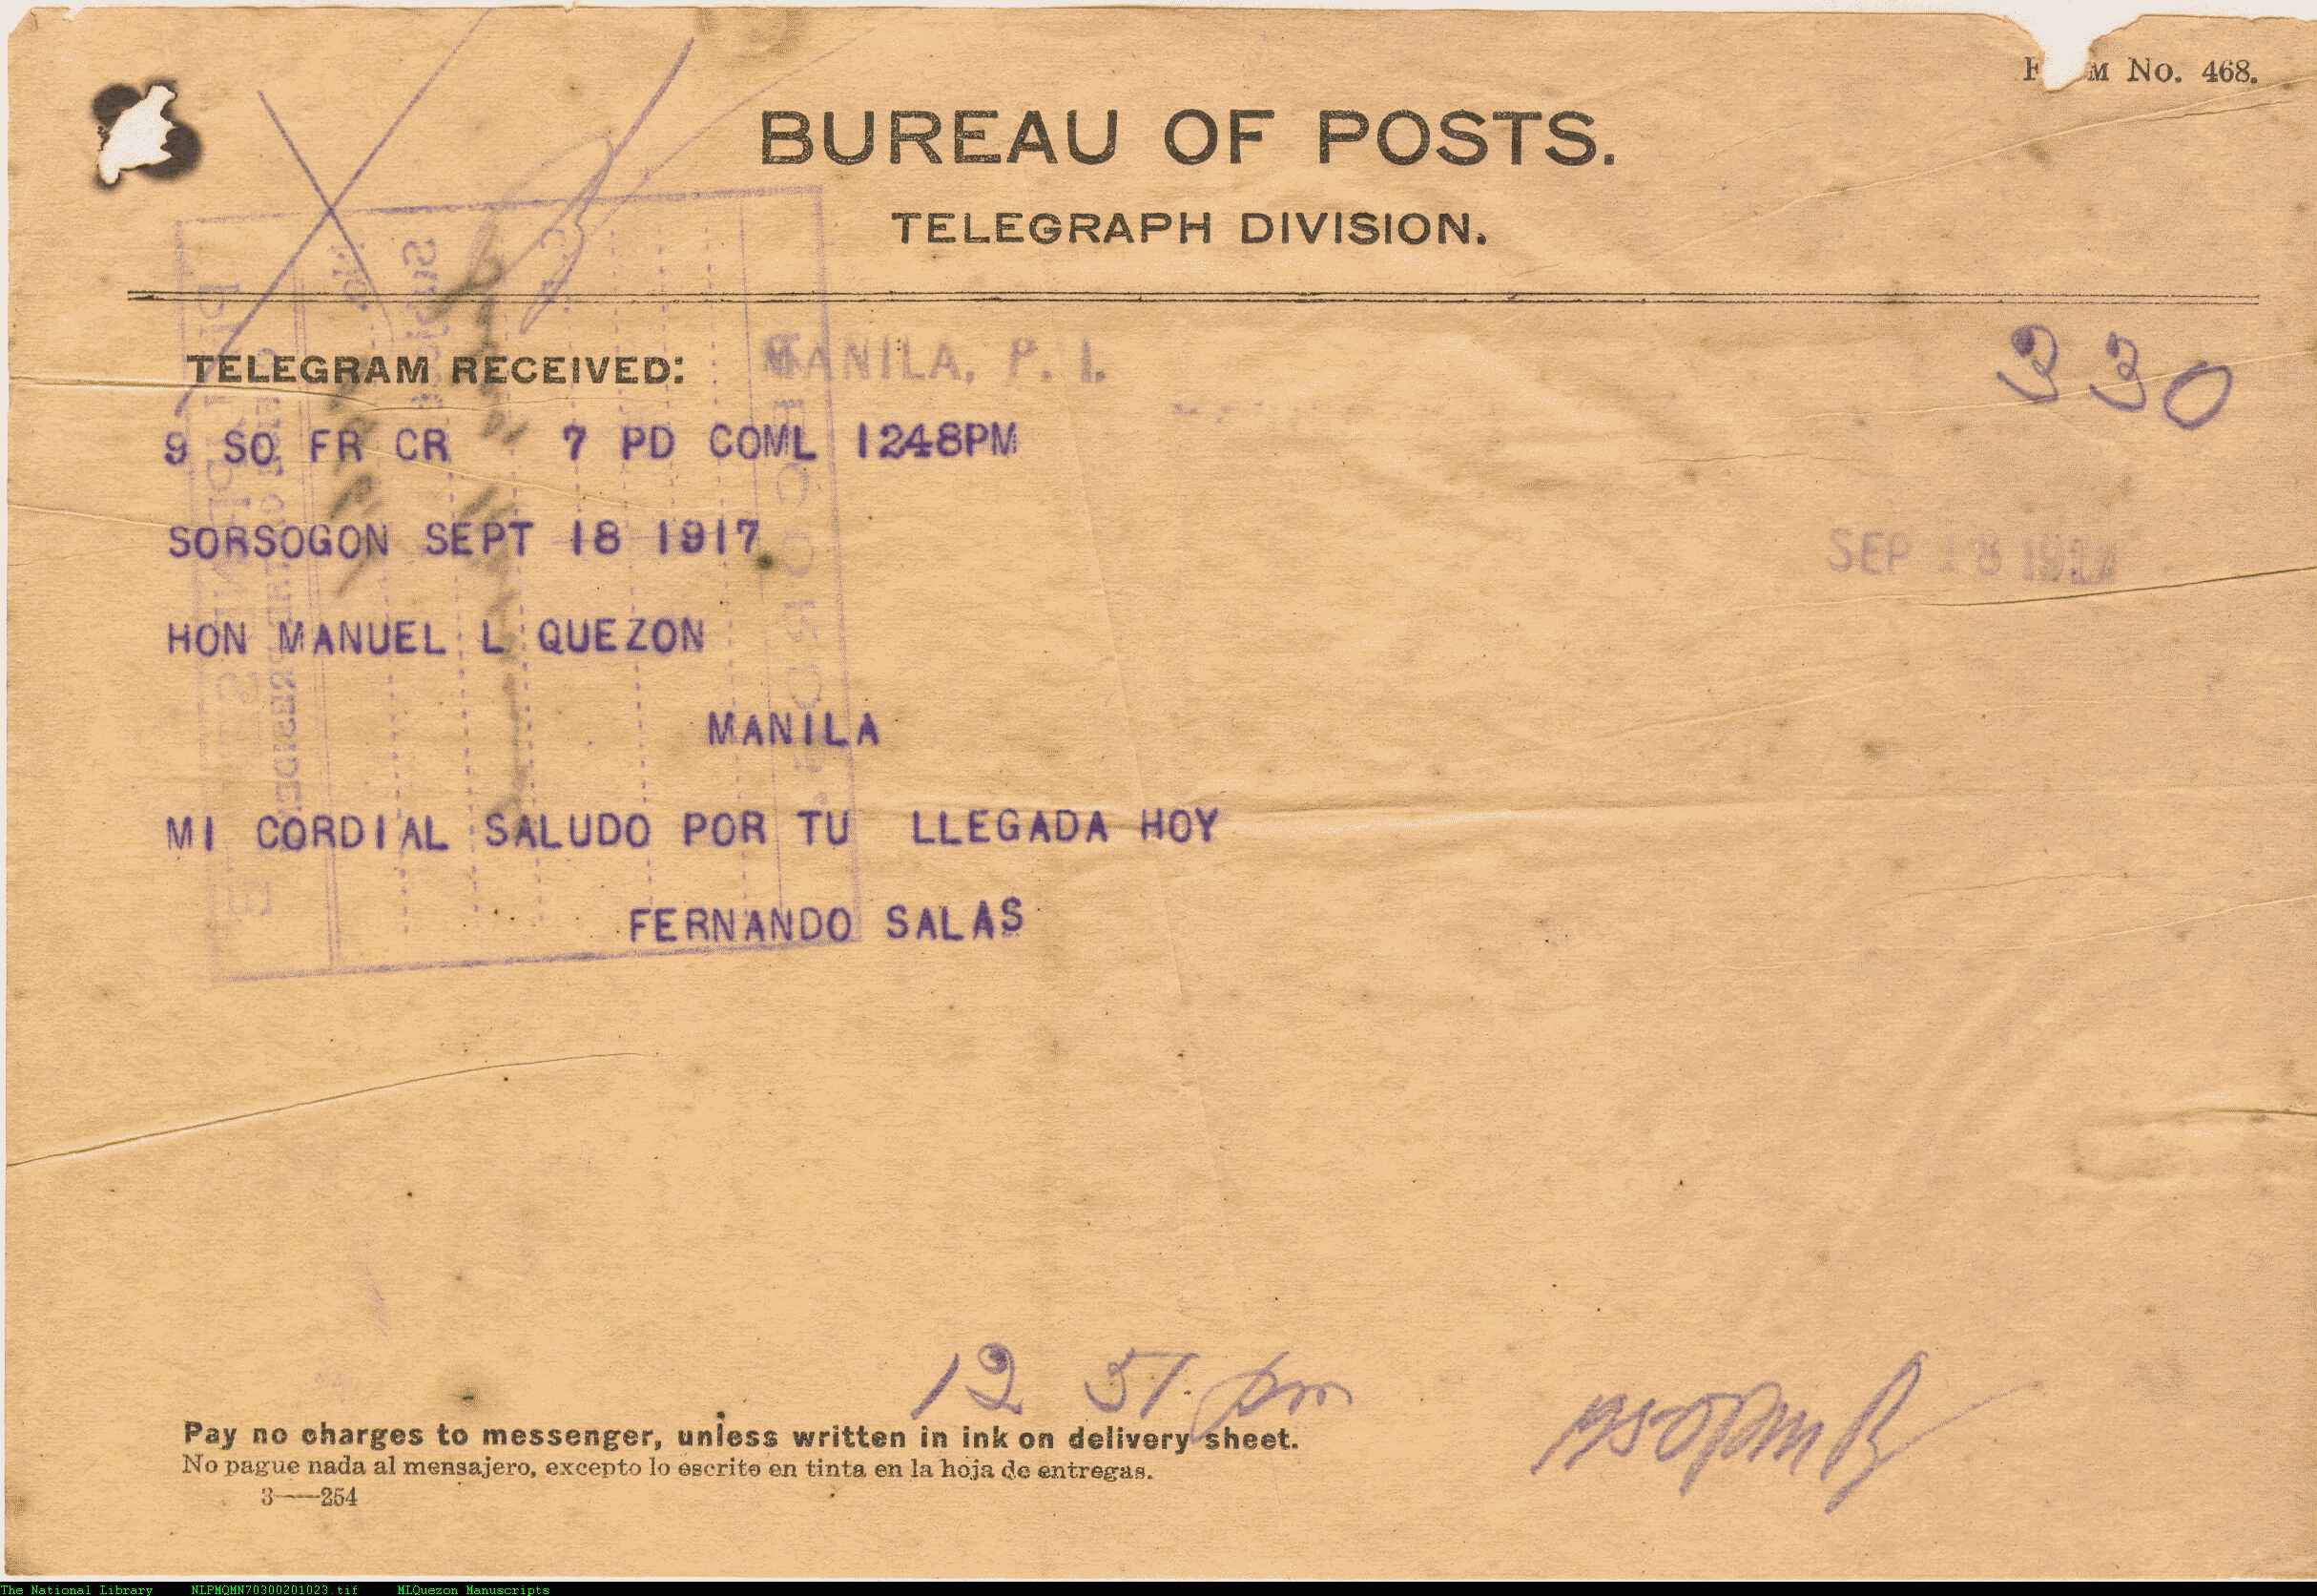 No. 468.
BUREAU OF POSTS.
TELEGRAPH DIVISION.
TELEGRAM RECEIVED: MANILA, P. I.
330
9 SO FR CR 7 PD COML 1248PM
SORSOGON SEPT 18 1917
SEP 18
HON MANUEL L QUEZON
MANILA
MI CORDIAL SALUDO POR TU LLEGADA HOY
FERNANDO SALAS
12 51 pm
Pay no charges to messenger, unless written in ink on delivery sheet.
No pague nada al mensajero, excepto lo escrito en tinta en la hoja de entregas.
3——254
The National Library NLPMQMN70300201023.tif MLQuezon Manuscripts